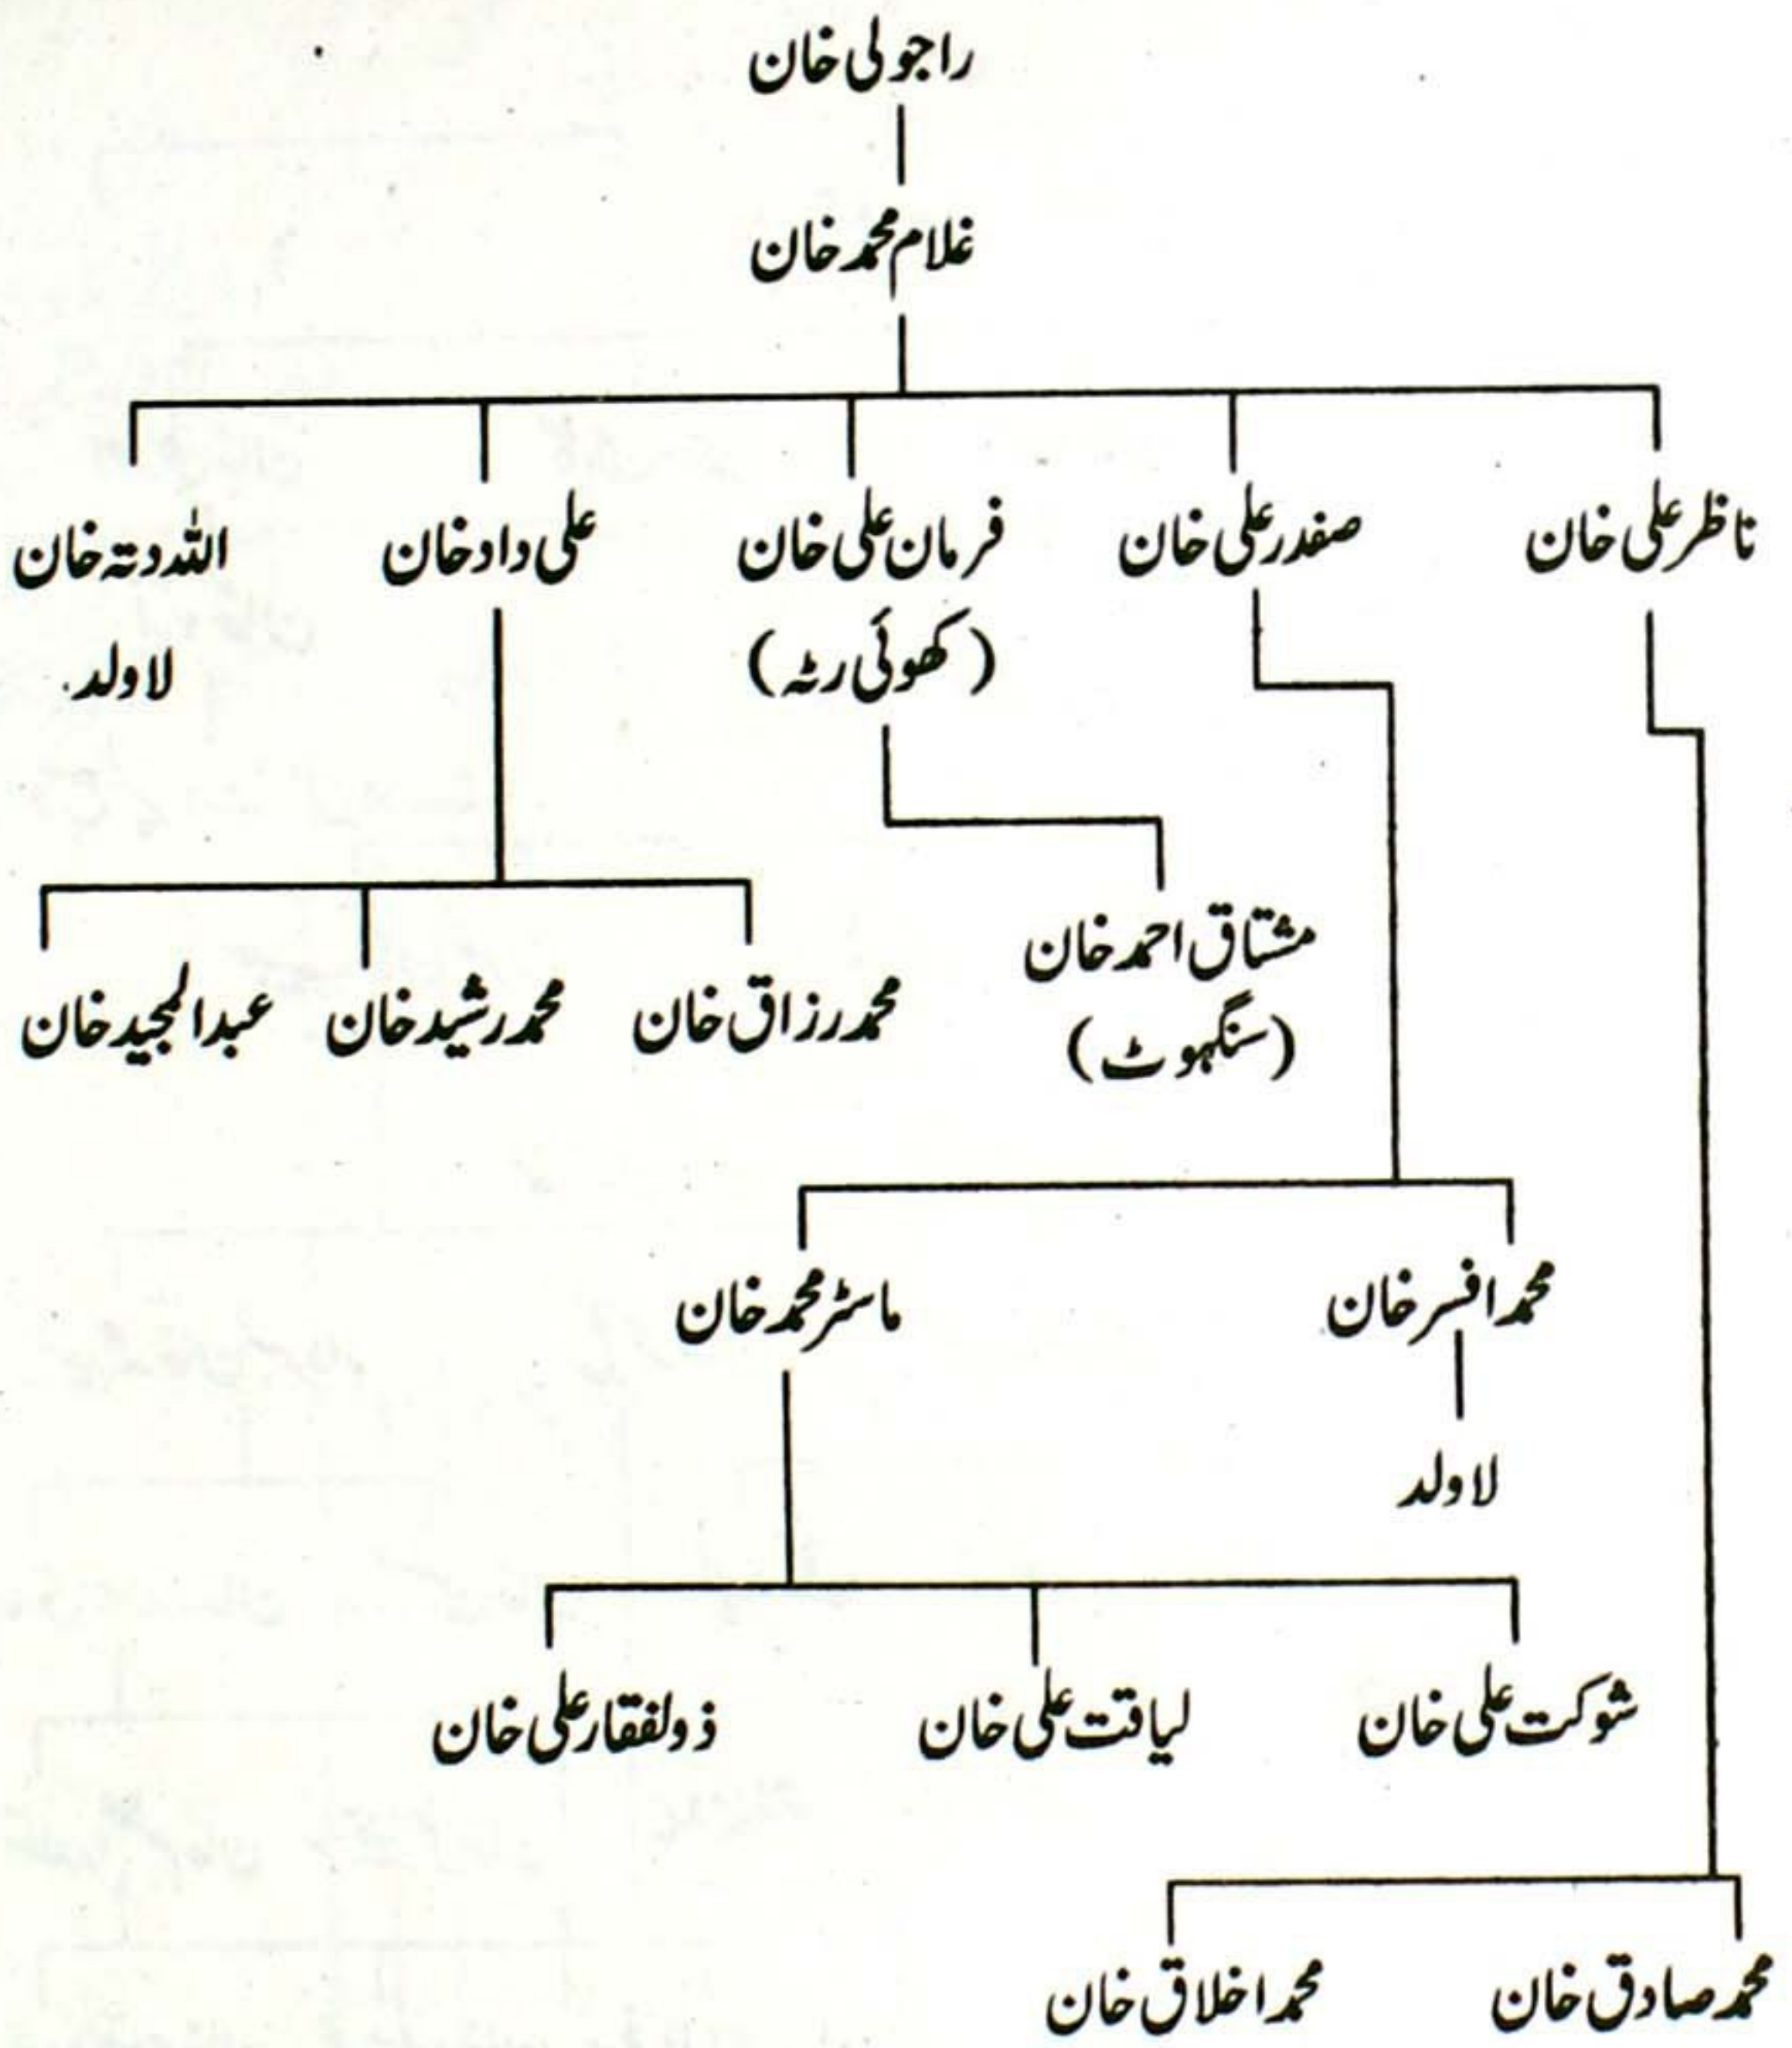 راجولی خان
غلام محمد خان
ناظر علی خان
صفدر علی خان
فرمان علی خان
(کھوئی رٹہ)
علی داد خان
اللہ دتہ خان
لاولد
مشتاق احمد خان
(سنگہوٹ)
محمد رزاق خان
محمد رشید خان
عبدالمجید خان
محمد افسر خان
لاولد
ماسٹر محمد خان
شوکت علی خان
لیاقت علی خان
ذولفقار علی خان
محمد صادق خان
محمد اخلاق خان